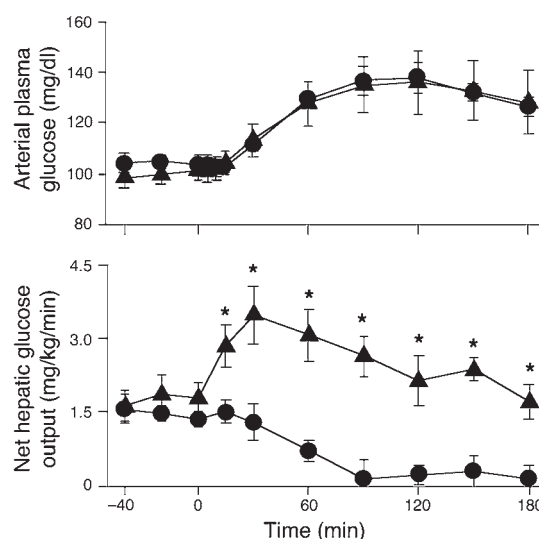 Arterial plasma
glucose (mg/dl)
160
140
120
100
80
Net hepatic glucose
output (mg/kg/min)
4.5
3.0
1.5
0
* * * * * * *
−40 0 60 120 180
Time (min)